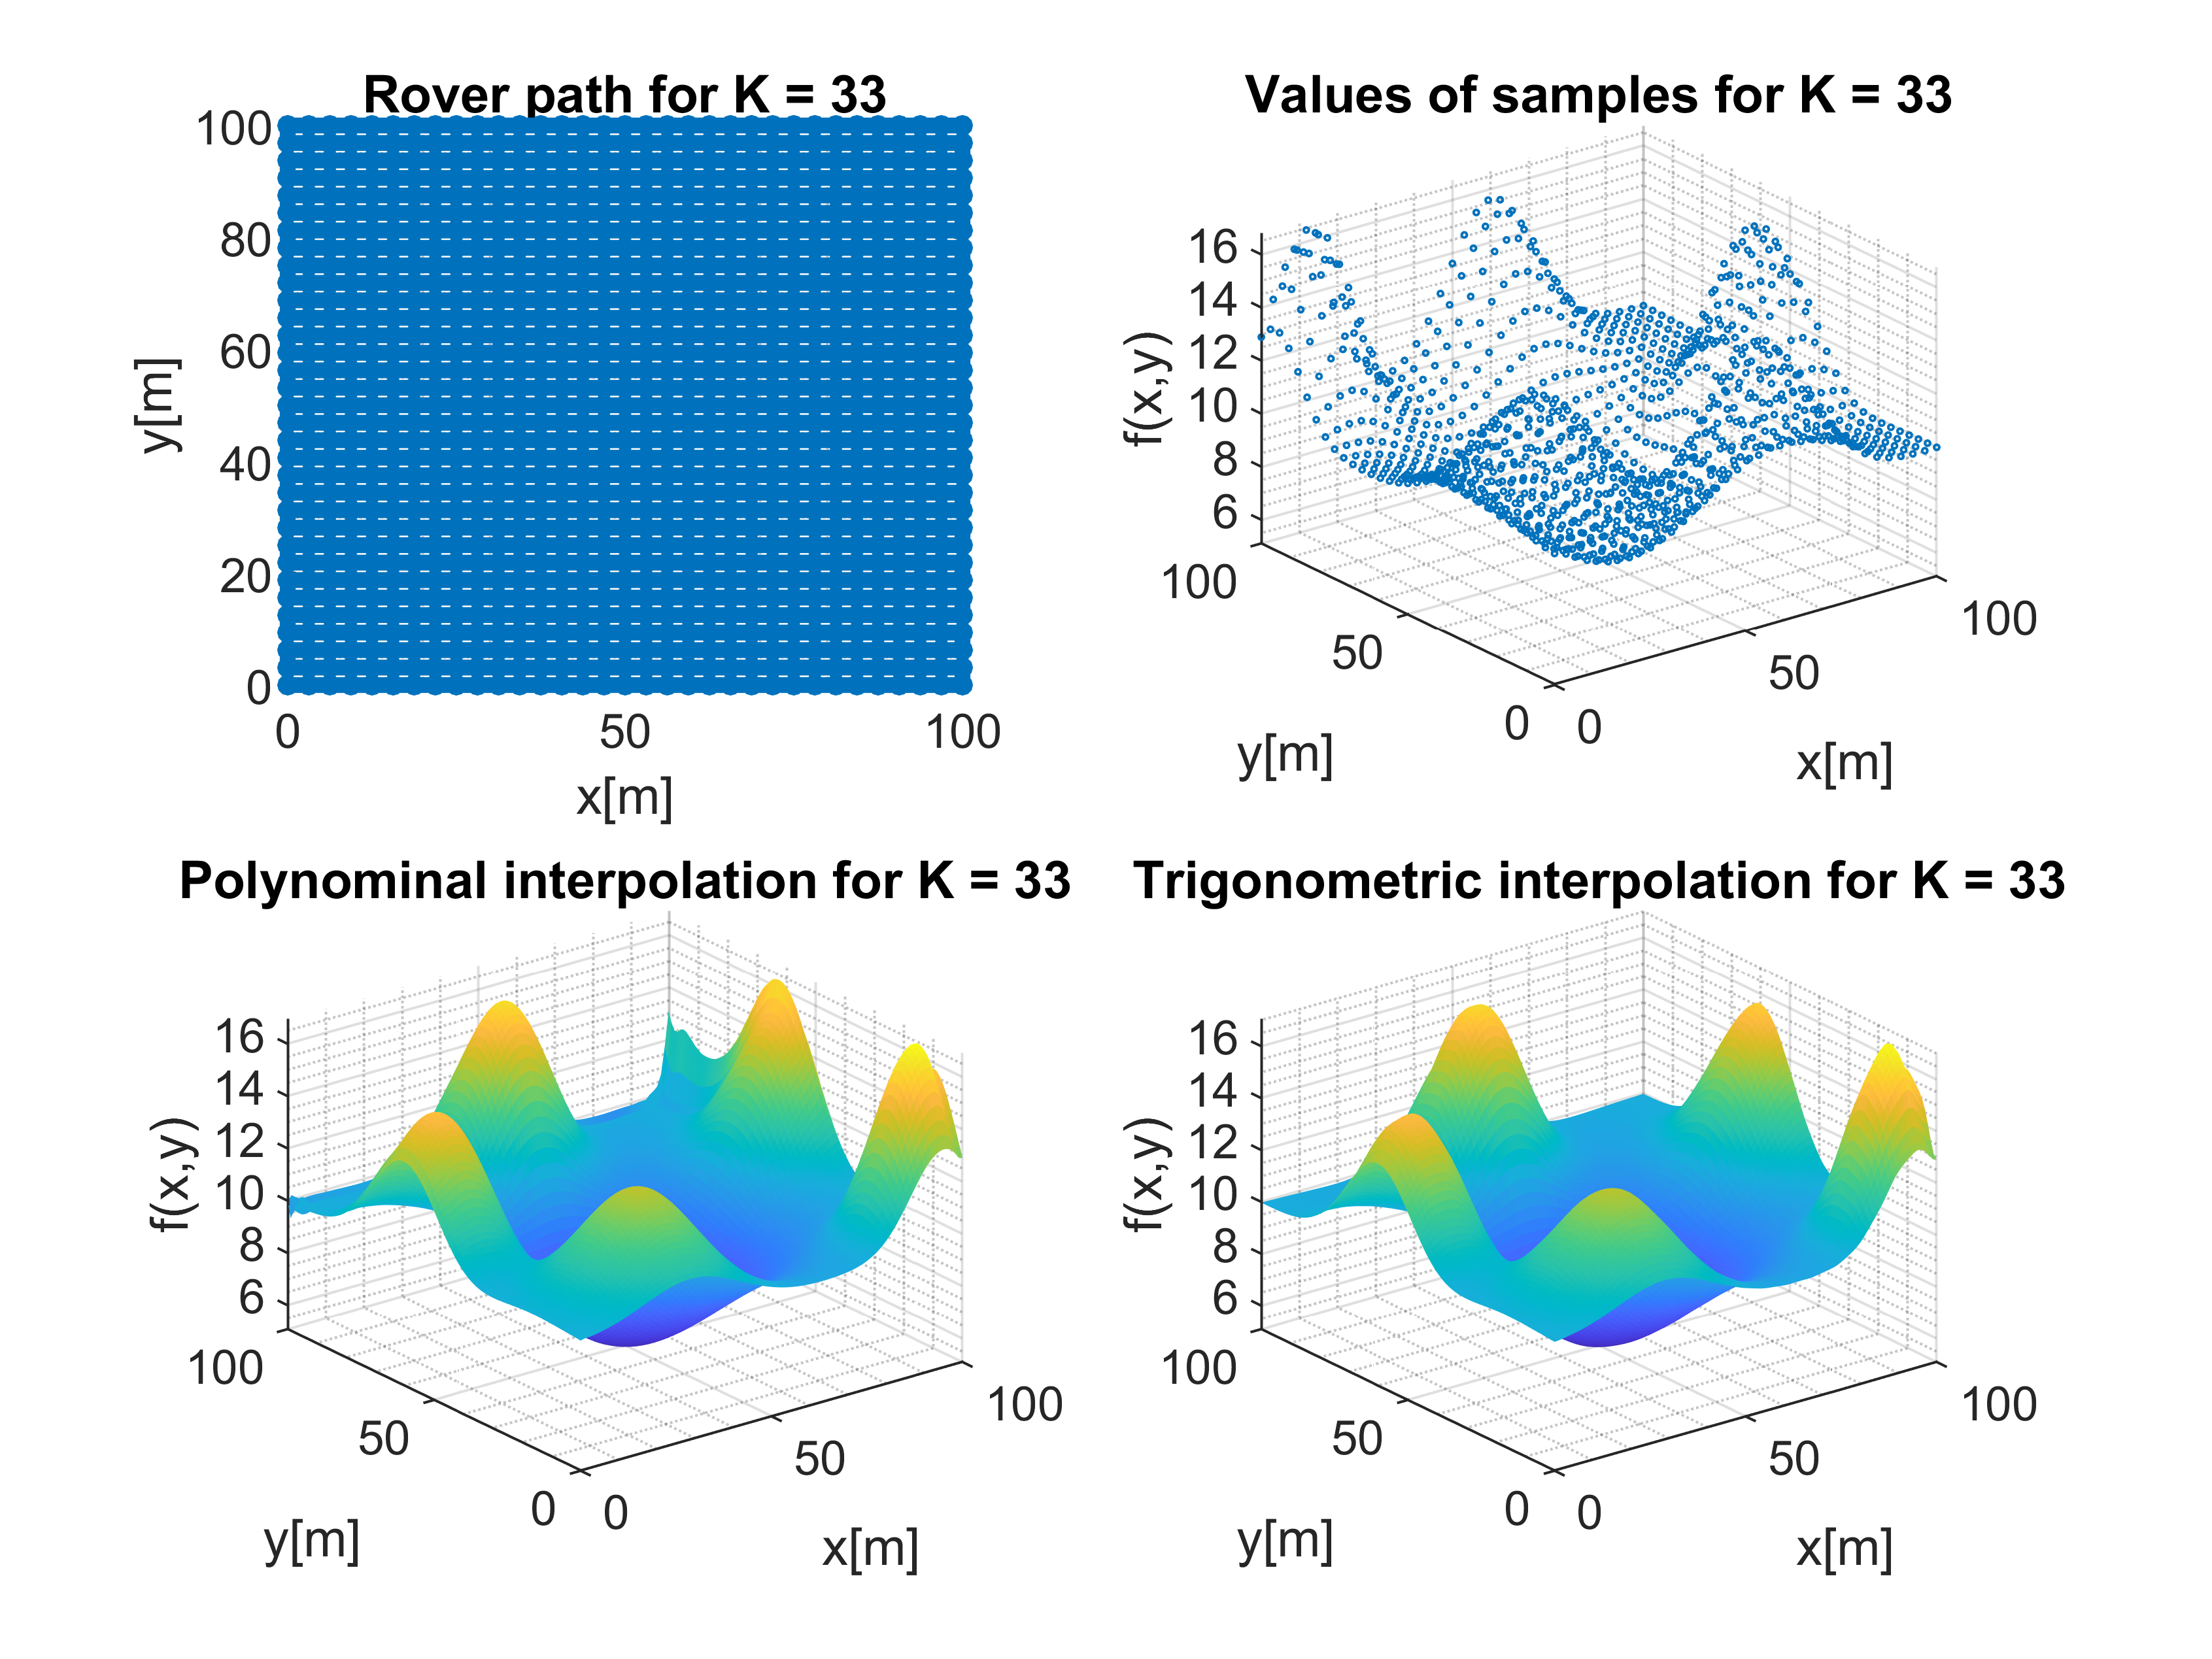 Rover path for K = 33
100
80
60
40
20
0
y[m]
0 50 100
x[m]
Values of samples for K = 33
16
14
12
10
8
6
f(x,y)
100
50
0
y[m]
0
50
100
x[m]
Polynominal interpolation for K = 33
16
14
12
10
8
6
f(x,y)
100
50
0
y[m]
0
50
100
x[m]
Trigonometric interpolation for K = 33
16
14
12
10
8
6
f(x,y)
100
50
0
y[m]
0
50
100
x[m]